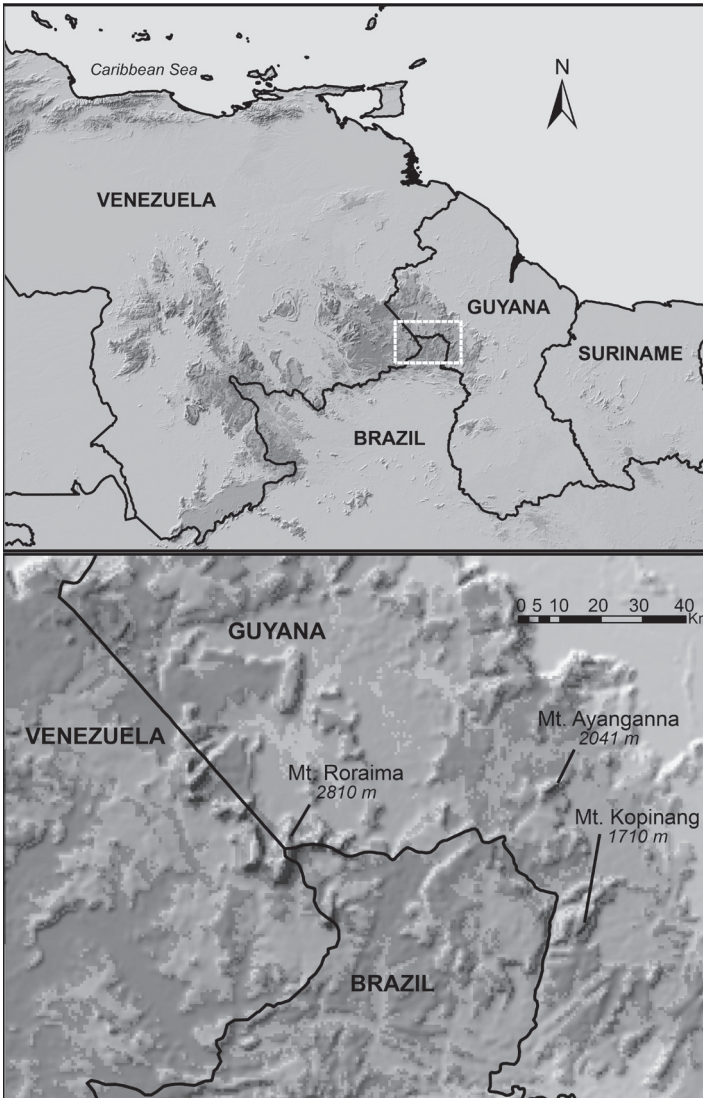 Caribbean Sea
N
VENEZUELA
GUYANA
SURINAME
BRAZIL
0 5 10 20 30 40
Km
GUYANA
Mt. Ayanganna
2041 m
VENEZUELA
Mt. Roraima
2810 m
Mt. Kopinang
1710 m
BRAZIL